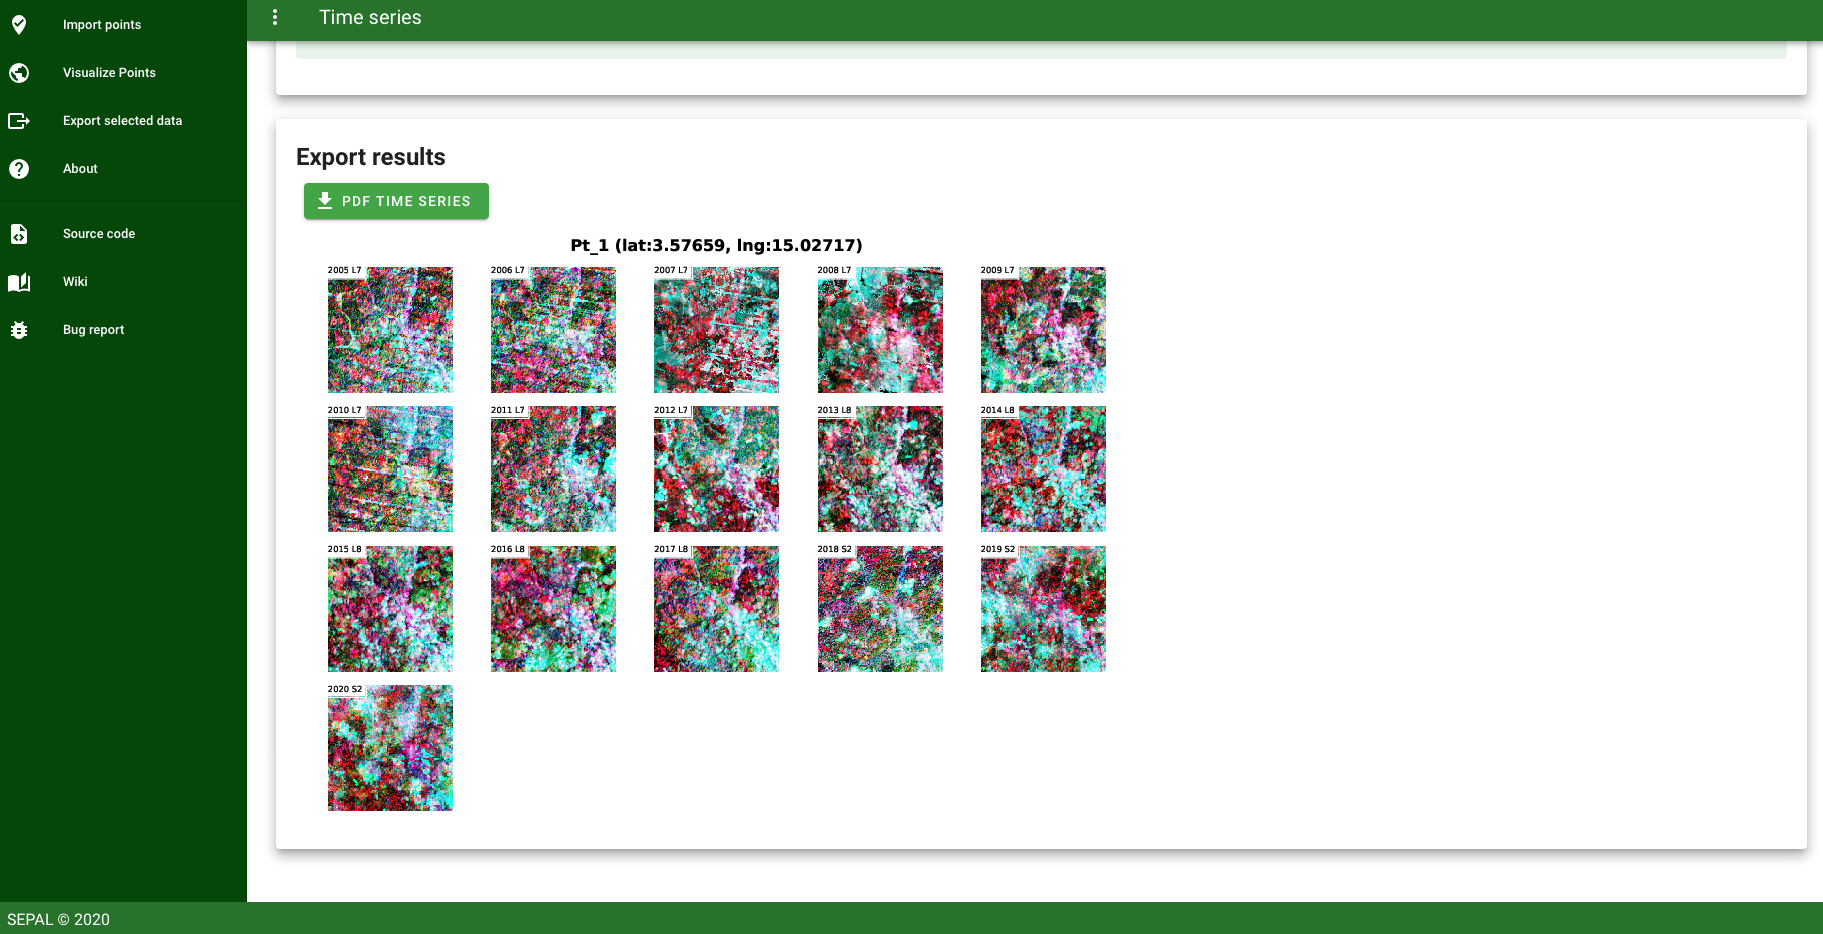 Import points
Visualize Points
Export selected data
About
Source code
Wiki
Bug report
Time series
Export results
PDF TIME SERIES
Pt_1 (lat:3.57659, lng:15.02717)
2005 L7
2006 L7
2007 L7
2008 L7
2009 L7
2010 L7
2011 L7
2012 L7
2013 L8
2014 L8
2015 L8
2016 L8
2017 L8
2018 S2
2019 S2
2020 S2
SEPAL © 2020